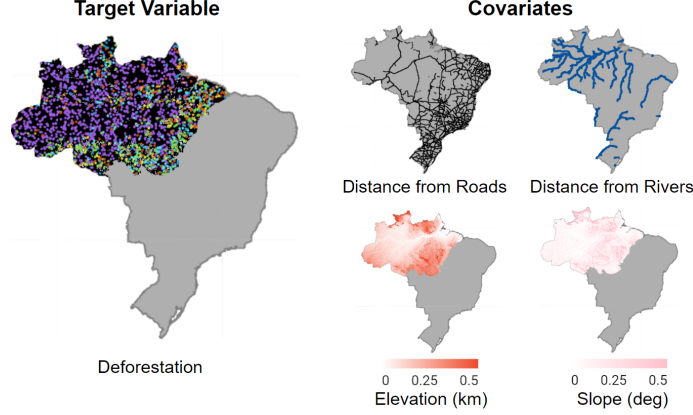 Target Variable
Covariates
Distance from Roads
Distance from Rivers
Deforestation
0 0.25 0.5
Elevation (km)
0 0.25 0.5
Slope (deg)